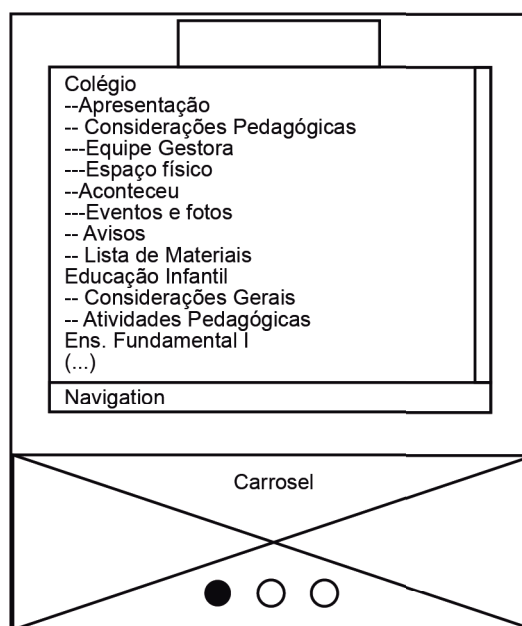 Colégio
--Apresentação
-- Considerações Pedagógicas
---Equipe Gestora
---Espaço físico
--Aconteceu
---Eventos e fotos
-- Avisos
-- Lista de Materiais
Educação Infantil
-- Considerações Gerais
-- Atividades Pedagógicas
Ens. Fundamental I
(...)
Navigation
Carrosel